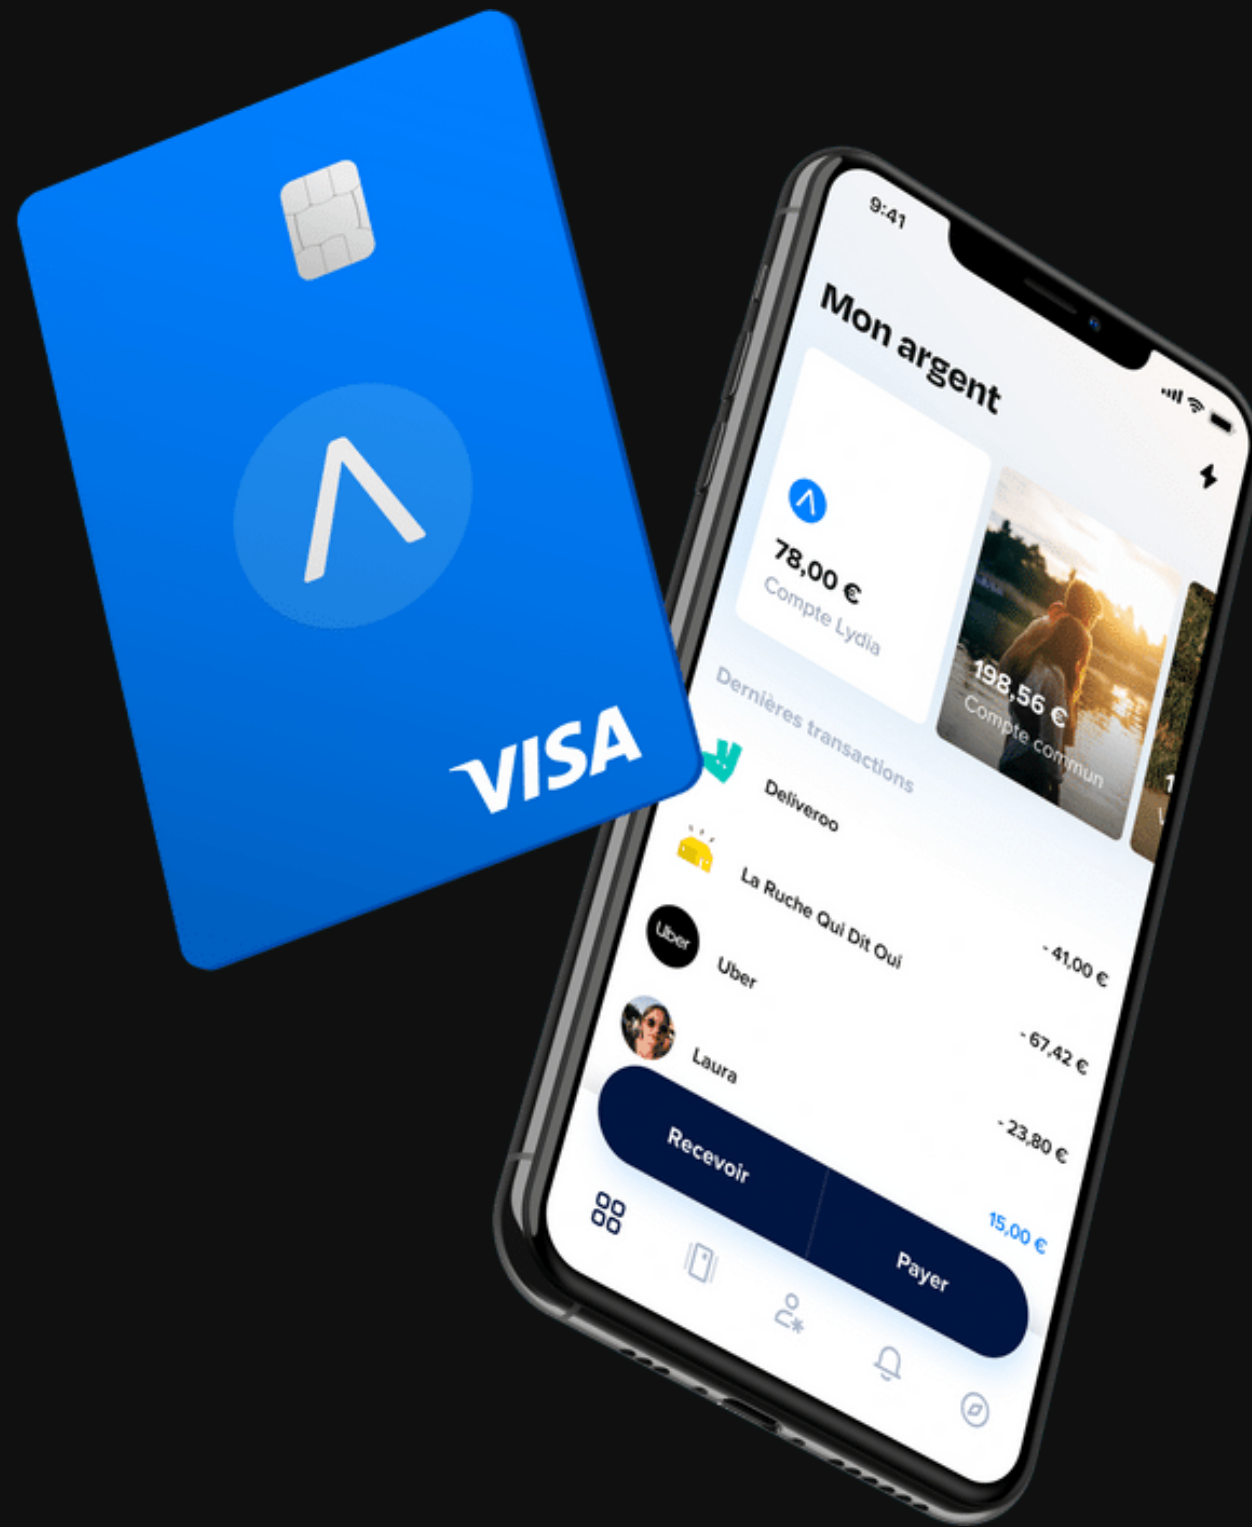 VISA
9:41
Mon argent
78,00 €
Compte Lydia
198,56 €
Compte commun
Dernières transactions
Deliveroo
- 41,00 €
La Ruche Qui Dit Oui
- 67,42 €
Uber
Uber
- 23,80 €
Laura
15,00 €
Recevoir
Payer